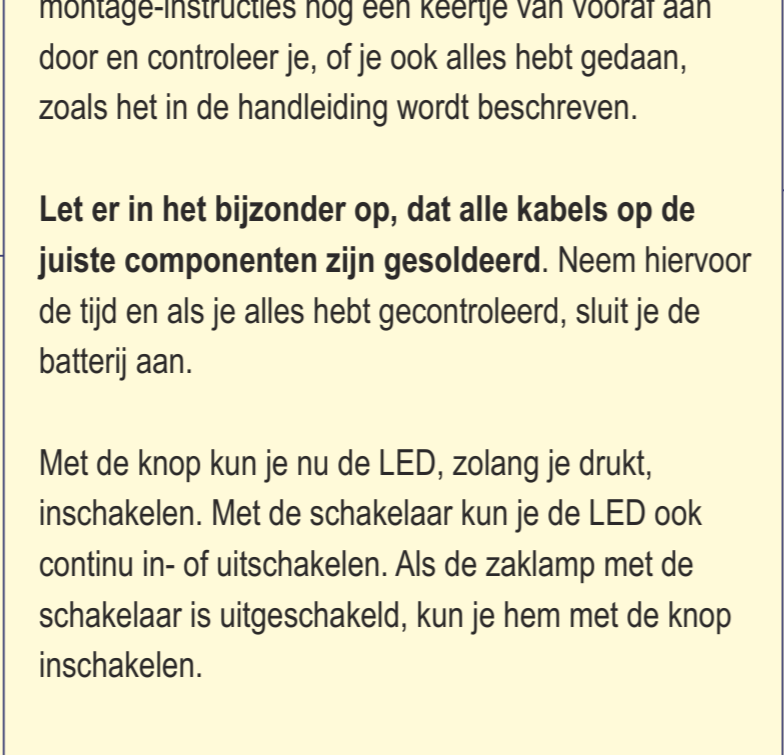 montage-instructies nog een keertje van vooraf aan
door en controleer je, of je ook alles hebt gedaan,
zoals het in de handleiding wordt beschreven.
Let er in het bijzonder op, dat alle kabels op de
juiste componenten zijn gesoldeerd. Neem hiervoor
de tijd en als je alles hebt gecontroleerd, sluit je de
batterij aan.
Met de knop kun je nu de LED, zolang je drukt,
inschakelen. Met de schakelaar kun je de LED ook
continu in- of uitschakelen. Als de zaklamp met de
schakelaar is uitgeschakeld, kun je hem met de knop
inschakelen.